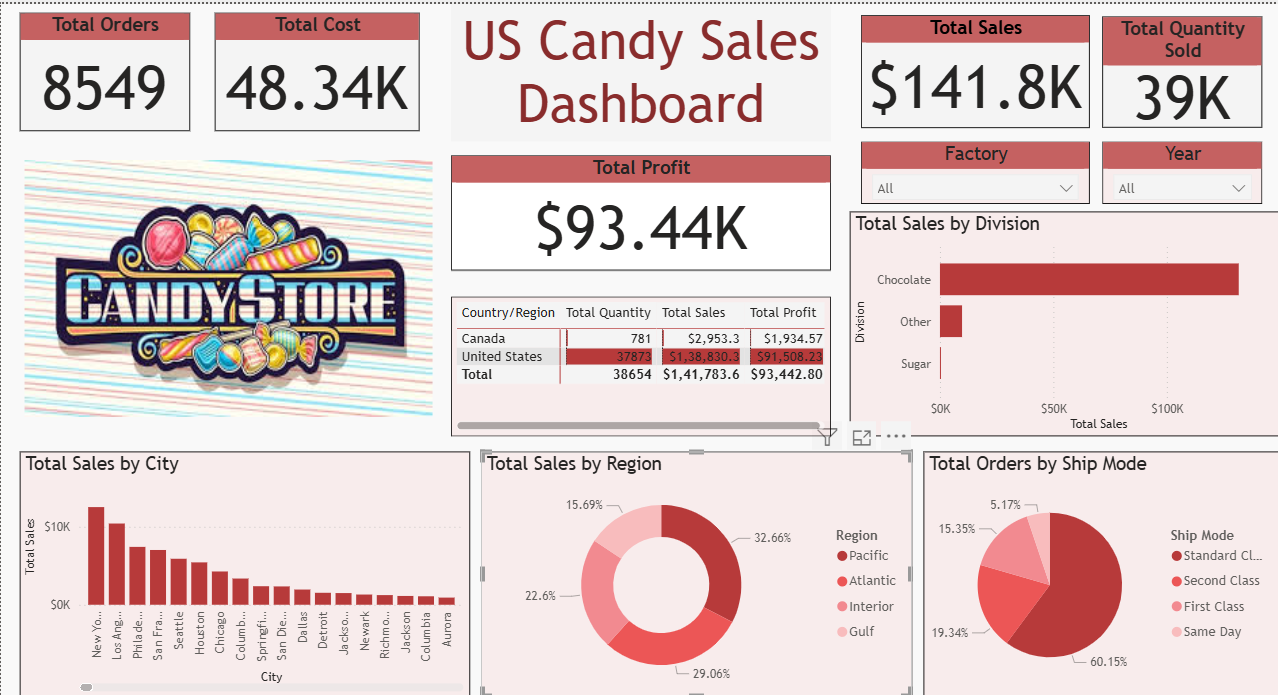 Total Orders
8549
Total Cost
48.34K
US Candy Sales
Dashboard
Total Sales
$141.8K
Total Quantity
Sold
39K
Factory
All
Year
All
CANDY STORE
Total Profit
$93.44K
Country/Region Total Quantity Total Sales Total Profit
Canada 781 $2,953.3 $1,934.57
United States 37873 $1,38,830.3 $91,508.23
Total 38654 $1,41,783.6 $93,442.80
Total Sales by Division
Division
Chocolate
Other
Sugar
$0K $50K $100K
Total Sales
Total Sales by City
Total Sales
$10K
$0K
New Yo...
Los Ang...
Philade...
San Fra...
Seattle
Houston
Chicago
Columb...
Springfi...
San Die...
Dallas
Detroit
Jackso...
Newark
Richmo...
Jackson
Columbia
Aurora
City
Total Sales by Region
15.69%
32.66%
22.6%
29.06%
Region
Pacific
Atlantic
Interior
Gulf
Total Orders by Ship Mode
5.17%
15.35%
19.34%
60.15%
Ship Mode
Standard Cl...
Second Class
First Class
Same Day